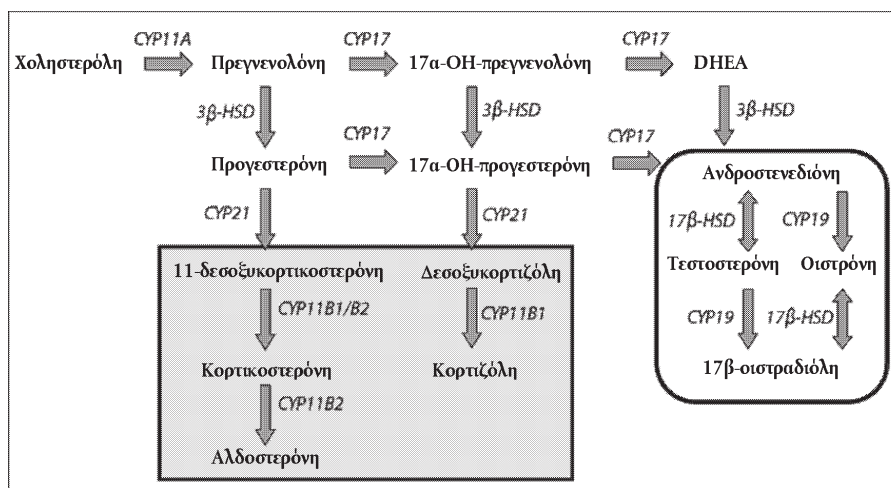 CYP11A CYP17 CYP17
Χοληστερόλη Πρεγνενολόνη 17α-ΟΗ-πρεγνενολόνη DHEA
3β-HSD 3β-HSD 3β-HSD
CYP17 CYP17
Προγεστερόνη 17α-ΟΗ-προγεστερόνη
Ανδροστενεδιόνη
CYP21 CYP21 17β-HSD CYP19
11-δεσοξυκορτικοστερόνη Δεσοξυκορτιζόλη Τεστοστερόνη Οιστρόνη
CYP11B1/B2 CYP11B1 CYP19 17β-HSD
Κορτικοστερόνη Κορτιζόλη 17β-οιστραδιόλη
CYP11B2
Αλδοστερόνη